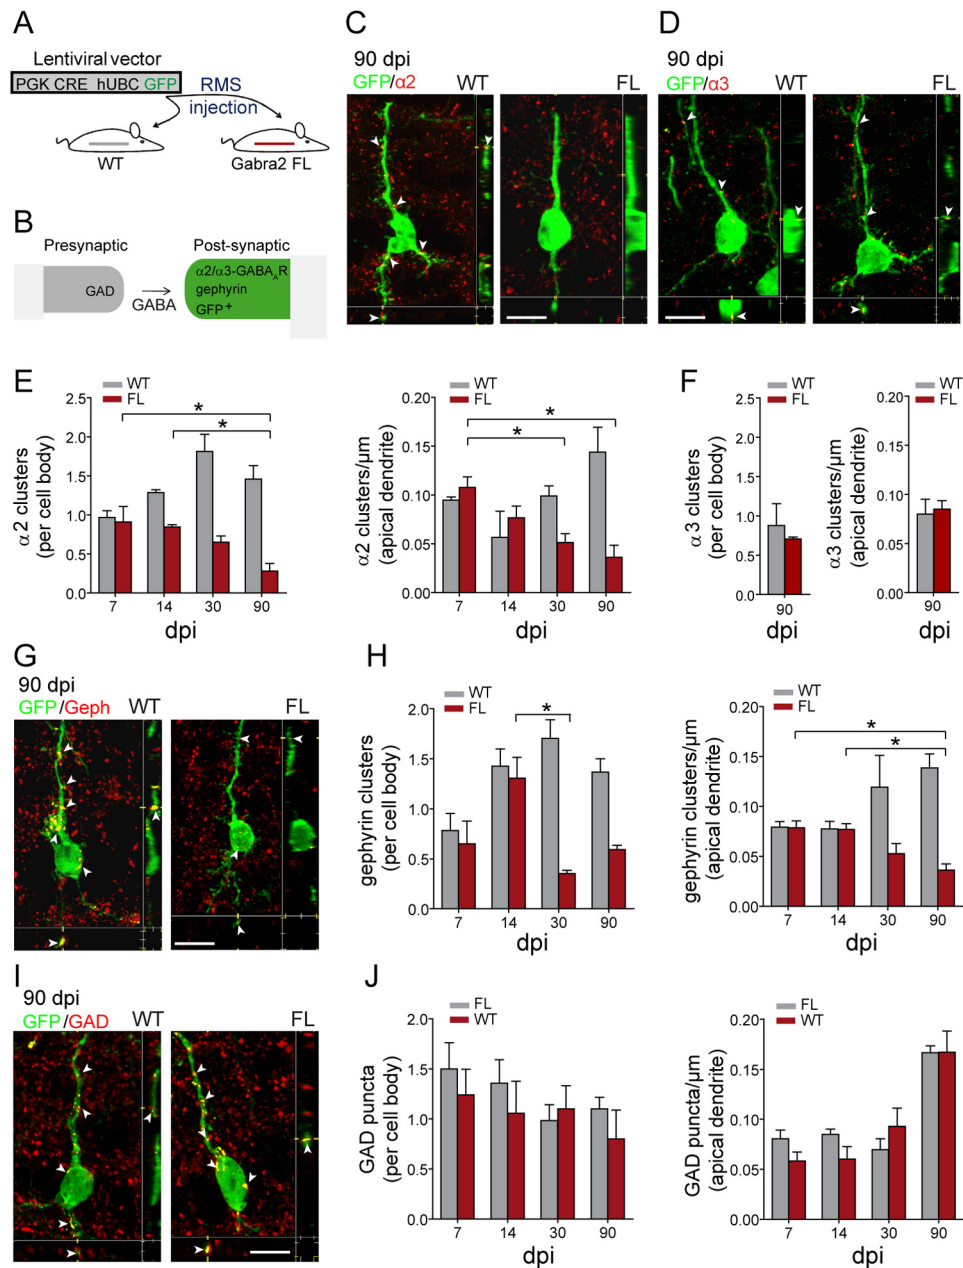 A
Lentiviral vector
PGK CRE hUBC GFP
RMS
injection
WT
Gabra2 FL
B
Presynaptic
Post-synaptic
GAD
GABA
α2/α3-GABAAR
gephyrin
GFP+
C
90 dpi
GFP/α2
WT
FL
D
90 dpi
GFP/α3
WT
FL
E
WT
FL
α2 clusters
(per cell body)
2.5
2.0
1.5
1.0
0.5
0.0
*
*
7 14 30 90
dpi
WT
FL
α2 clusters/μm
(apical dendrite)
0.20
0.15
0.10
0.05
0.00
*
*
7 14 30 90
dpi
F
WT
FL
α3 clusters
(per cell body)
2.5
2.0
1.5
1.0
0.5
0.0
90
dpi
WT
FL
α3 clusters/μm
(apical dendrite)
0.20
0.15
0.10
0.05
0.00
90
dpi
G
90 dpi
GFP/Geph
WT
FL
H
WT
FL
gephyrin clusters
(per cell body)
2.0
1.5
1.0
0.5
0.0
*
7 14 30 90
dpi
WT
FL
gephyrin clusters/μm
(apical dendrite)
0.20
0.15
0.10
0.05
0.00
*
*
7 14 30 90
dpi
I
90 dpi
GFP/GAD
WT
FL
J
FL
WT
GAD puncta
(per cell body)
2.0
1.5
1.0
0.5
0.0
7 14 30 90
dpi
FL
WT
GAD puncta/μm
(apical dendrite)
0.20
0.15
0.10
0.05
0.00
7 14 30 90
dpi